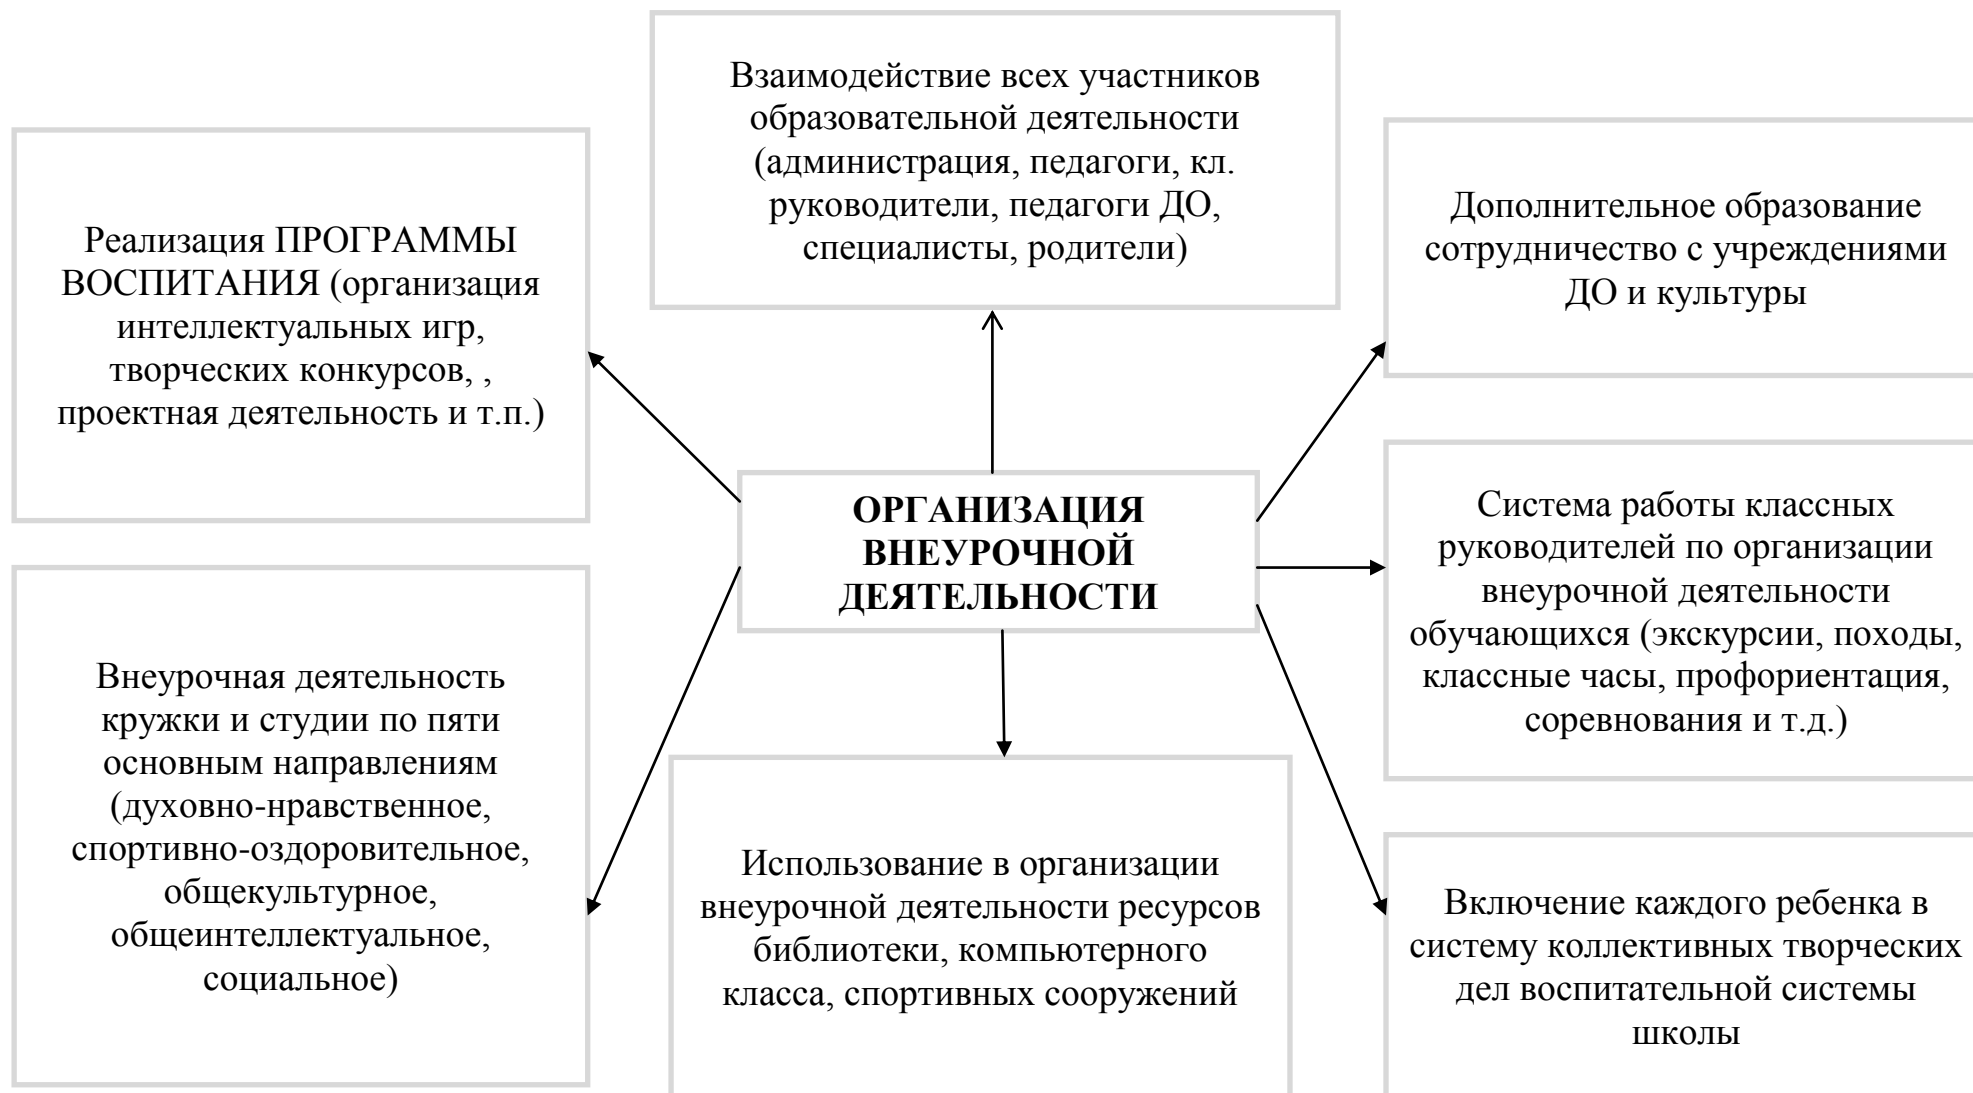 Взаимодействие всех участников
образовательной деятельности
(администрация, педагоги, кл.
руководители, педагоги ДО,
специалисты, родители)
Реализация ПРОГРАММЫ
ВОСПИТАНИЯ (организация
интеллектуальных игр,
творческих конкурсов, ,
проектная деятельность и т.п.)
Дополнительное образование
сотрудничество с учреждениями
ДО и культуры
ОРГАНИЗАЦИЯ
ВНЕУРОЧНОЙ
ДЕЯТЕЛЬНОСТИ
Система работы классных
руководителей по организации
внеурочной деятельности
обучающихся (экскурсии, походы,
классные часы, профориентация,
соревнования и т.д.)
Внеурочная деятельность
кружки и студии по пяти
основным направлениям
(духовно-нравственное,
спортивно-оздоровительное,
общекультурное,
общеинтеллектуальное,
социальное)
Использование в организации
внеурочной деятельности ресурсов
библиотеки, компьютерного
класса, спортивных сооружений
Включение каждого ребенка в
систему коллективных творческих
дел воспитательной системы
школы